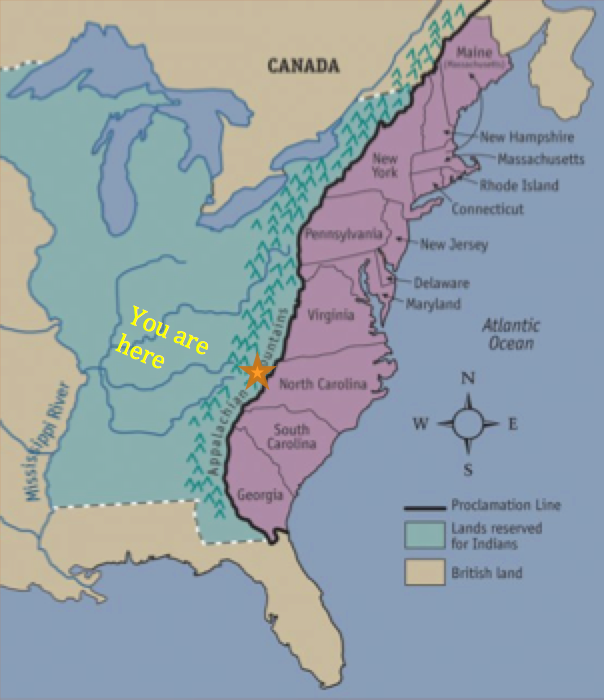 Maine
(Massachusetts)
CANADA
New Hampshire
Massachusetts
New
York
Rhode Island
Connecticut
Pennsylvania
New Jersey
Delaware
Maryland
Virginia
You are
here
Atlantic
Ocean
Appalachian Mountains
North Carolina
N
W
E
S
Mississippi River
South
Carolina
Georgia
Proclamation Line
Lands reserved
for Indians
British land